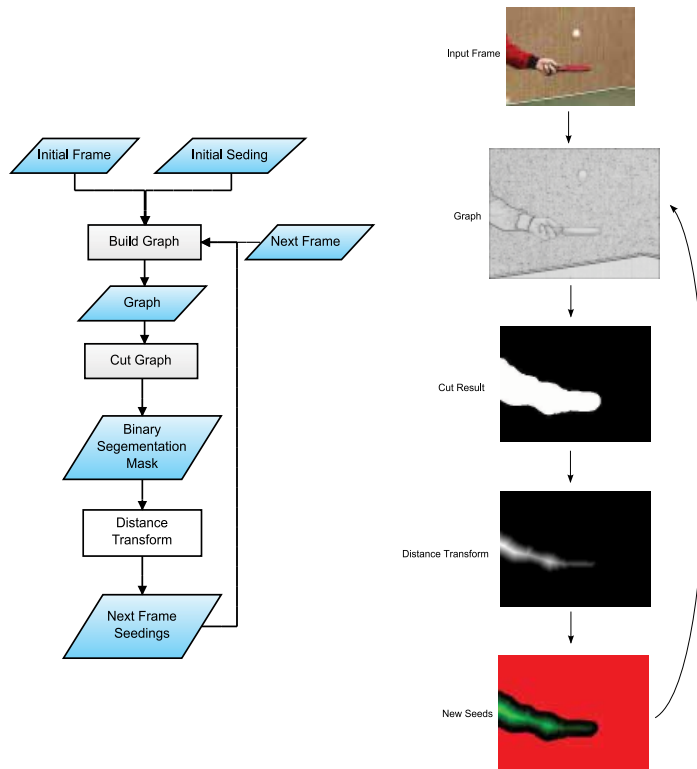 Initial Frame
Initial Seding
Build Graph
Next Frame
Graph
Cut Graph
Binary
Segementation
Mask
Distance
Transform
Next Frame
Seedings
Input Frame
Graph
Cut Result
Distance Transform
New Seeds